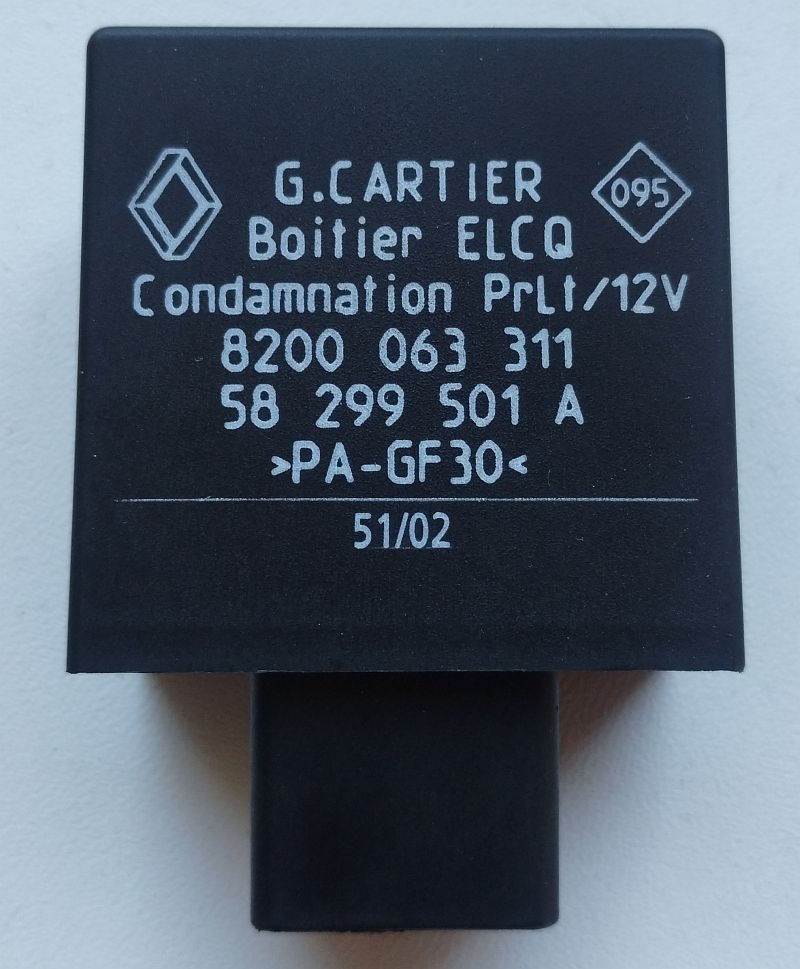 G.CARTIER
095
Boitier ELCQ
Condamnation PrLt/12V
8200 063 311
58 299 501 A
>PA-GF30<
51/02